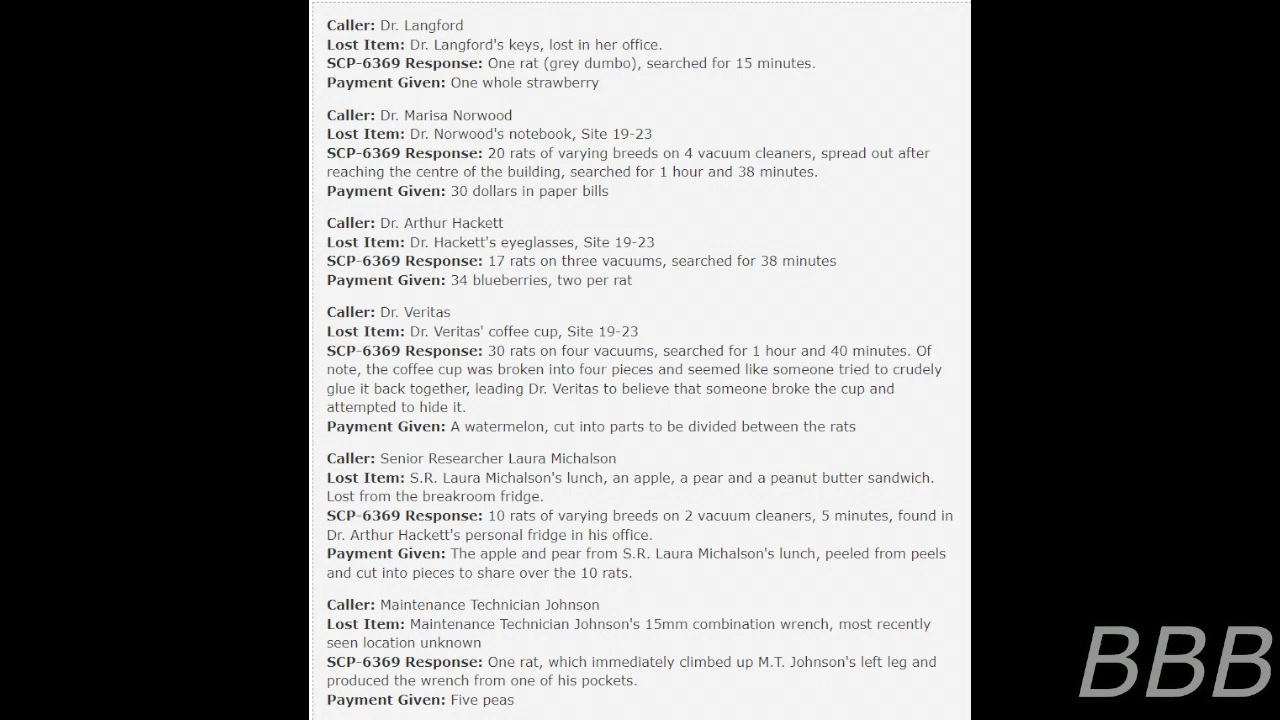 Caller: Dr. Langford
Lost Item: Dr. Langford's keys, lost in her office.
SCP-6369 Response: One rat (grey dumbo), searched for 15 minutes.
Payment Given: One whole strawberry
Caller: Dr. Marisa Norwood
Lost Item: Dr. Norwood's notebook, Site 19-23
SCP-6369 Response: 20 rats of varying breeds on 4 vacuum cleaners, spread out after
reaching the centre of the building, searched for 1 hour and 38 minutes.
Payment Given: 30 dollars in paper bills
Caller: Dr. Arthur Hackett
Lost Item: Dr. Hackett's eyeglasses, Site 19-23
SCP-6369 Response: 17 rats on three vacuums, searched for 38 minutes
Payment Given: 34 blueberries, two per rat
Caller: Dr. Veritas
Lost Item: Dr. Veritas' coffee cup, Site 19-23
SCP-6369 Response: 30 rats on four vacuums, searched for 1 hour and 40 minutes. Of
note, the coffee cup was broken into four pieces and seemed like someone tried to crudely
glue it back together, leading Dr. Veritas to believe that someone broke the cup and
attempted to hide it.
Payment Given: A watermelon, cut into parts to be divided between the rats
Caller: Senior Researcher Laura Michalson
Lost Item: S.R. Laura Michalson's lunch, an apple, a pear and a peanut butter sandwich.
Lost from the breakroom fridge.
SCP-6369 Response: 10 rats of varying breeds on 2 vacuum cleaners, 5 minutes, found in
Dr. Arthur Hackett's personal fridge in his office.
Payment Given: The apple and pear from S.R. Laura Michalson's lunch, peeled from peels
and cut into pieces to share over the 10 rats.
Caller: Maintenance Technician Johnson
Lost Item: Maintenance Technician Johnson's 15mm combination wrench, most recently
seen location unknown
SCP-6369 Response: One rat, which immediately climbed up M.T. Johnson's left leg and
produced the wrench from one of his pockets.
Payment Given: Five peas
BBB